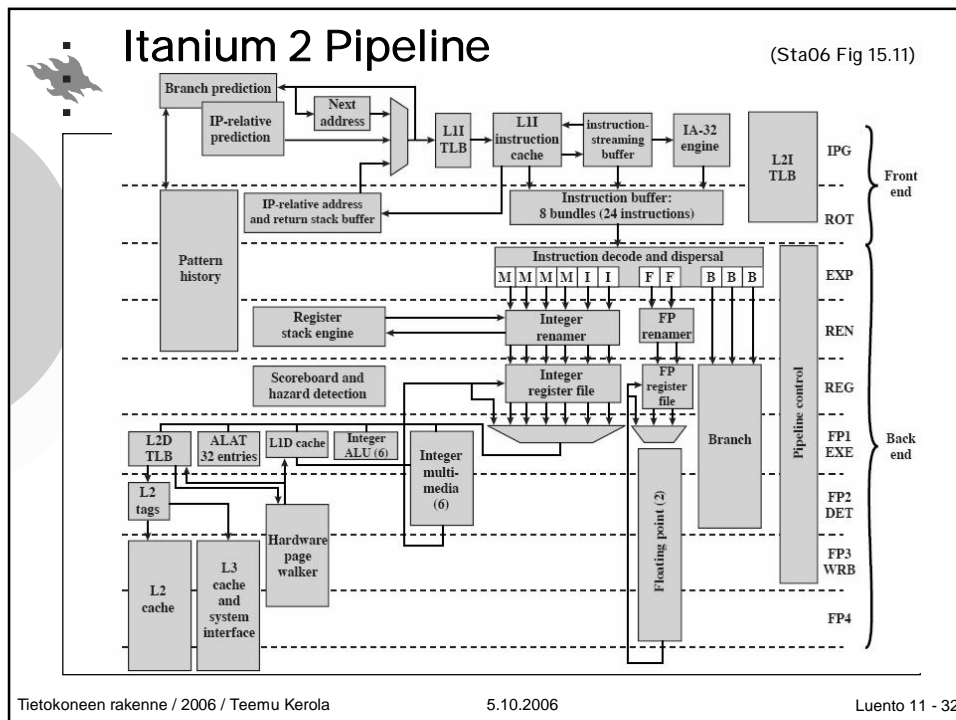 Itanium 2 Pipeline
(Sta06 Fig 15.11)
Branch prediction
IP-relative
prediction
Next
address
L1I
TLB
L1I
instruction
cache
instruction-
streaming
buffer
IA-32
engine
L2I
TLB
IPG
Front
end
IP-relative address
and return stack buffer
Instruction buffer:
8 bundles (24 instructions)
ROT
Pattern
history
Instruction decode and dispersal
M M M M I I F F B B B
EXP
Register
stack engine
Integer
renamer
FP
renamer
REN
Scoreboard and
hazard detection
Integer
register file
FP
register
file
REG
Branch
Pipeline control
L2D
TLB
ALAT
32 entries
L1D cache
Integer
ALU (6)
Integer
multi-
media
(6)
FP1
EXE
Back
end
L2
tags
Floating point (2)
FP2
DET
Hardware
page
walker
FP3
WRB
L2
cache
L3
cache
and
system
interface
FP4
Tietokoneen rakenne / 2006 / Teemu Kerola
5.10.2006
Luento 11 - 32